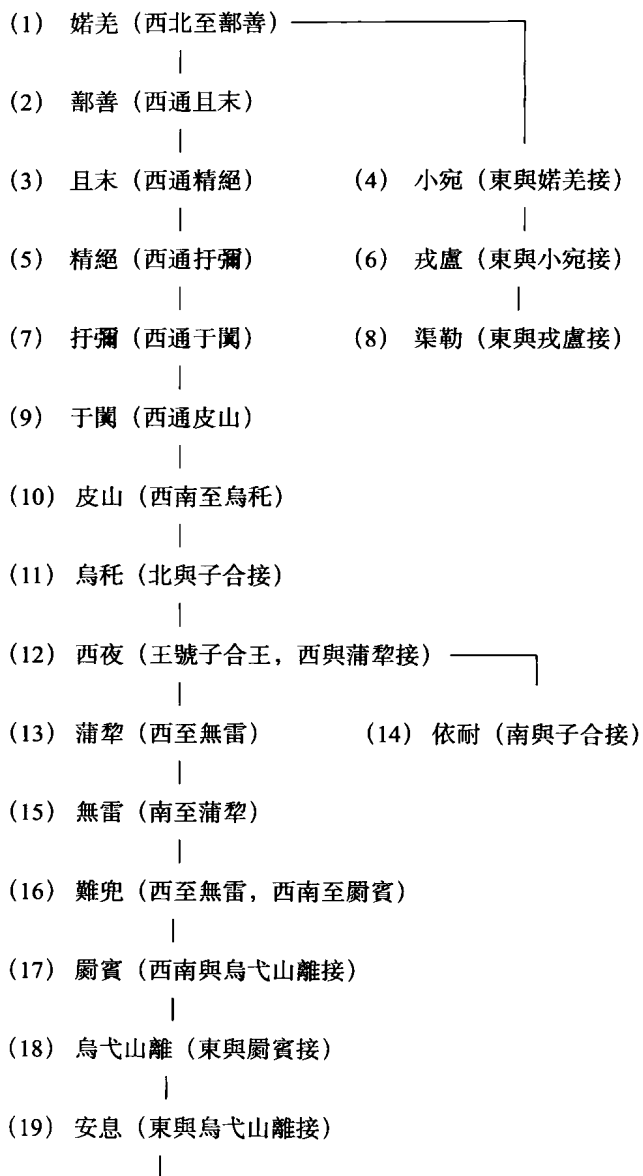 (1) 婼羌（西北至鄯善）
(2) 鄯善（西通且末）
(3) 且末（西通精絕） (4) 小宛（東與婼羌接）
(5) 精絕（西通扜彌） (6) 戎盧（東與小宛接）
(7) 扜彌（西通于闐） (8) 渠勒（東與戎盧接）
(9) 于闐（西通皮山）
(10) 皮山（西南至烏秅）
(11) 烏秅（北與子合接）
(12) 西夜（王號子合王，西與蒲犂接）
(13) 蒲犂（西至無雷） (14) 依耐（南與子合接）
(15) 無雷（南至蒲犂）
(16) 難兜（西至無雷，西南至罽賓）
(17) 罽賓（西南與烏弋山離接）
(18) 烏弋山離（東與罽賓接）
(19) 安息（東與烏弋山離接）